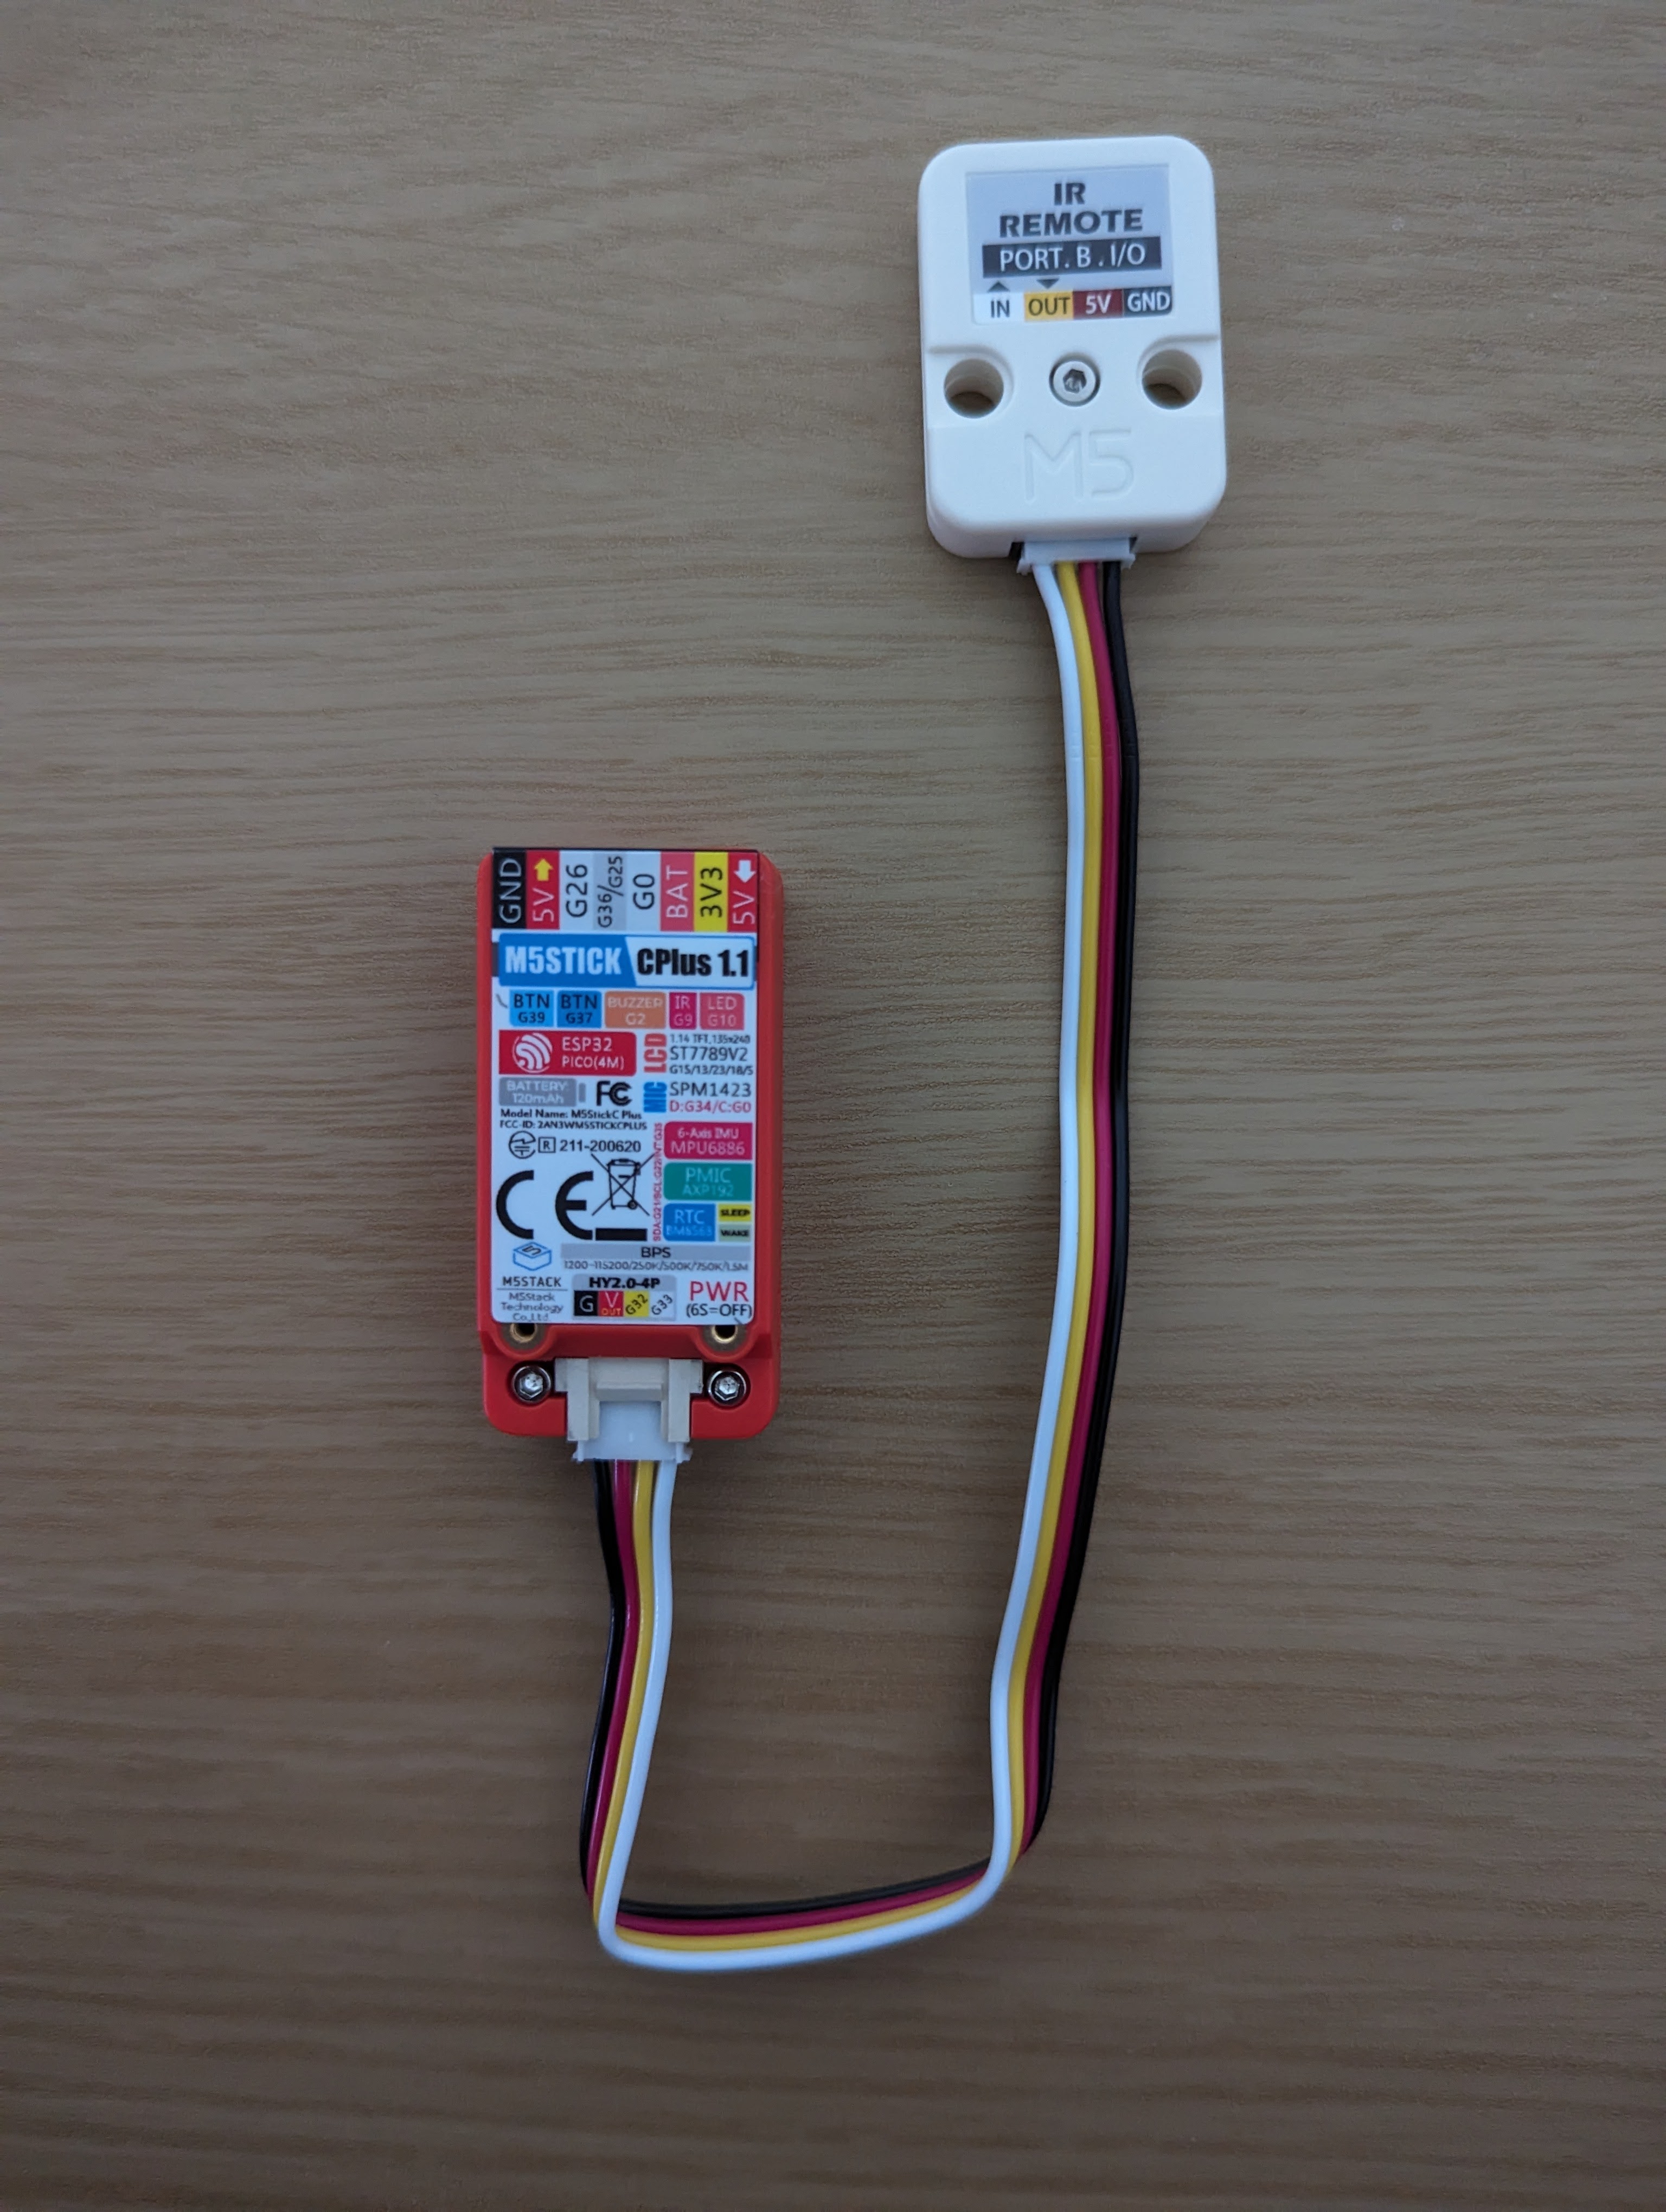 IR
REMOTE
PORT. B . I/O
IN OUT 5V GND
M5
GND 5V G26 G36/G25 G0 BAT 3V3 5V
M5STICK CPlus 1.1
BTN G39 BTN G37 BUZZER G2 IR G9 LED G10
ESP32
PICO(4M)
LCD
1.14 TFT,135x240
ST7789V2
G15/13/23/18/5
BATTERY
120mAh
FC
MIC
SPM1423
D:G34/C:G0
Model Name: M5StickC Plus
FCC-ID: 2AN3WM5STICKCPLUS
R 211-200620
6-Axis IMU
MPU6886
PMIC
AXP192
CE
RTC
SLEEP
WAKE
BPS
1200~115200/250K/500K/750K/1.5M
5
M5STACK
M5Stack
Technology
Co.,Ltd.
HY2.0-4P
G V OUT G32 G33
PWR
(6S=OFF)